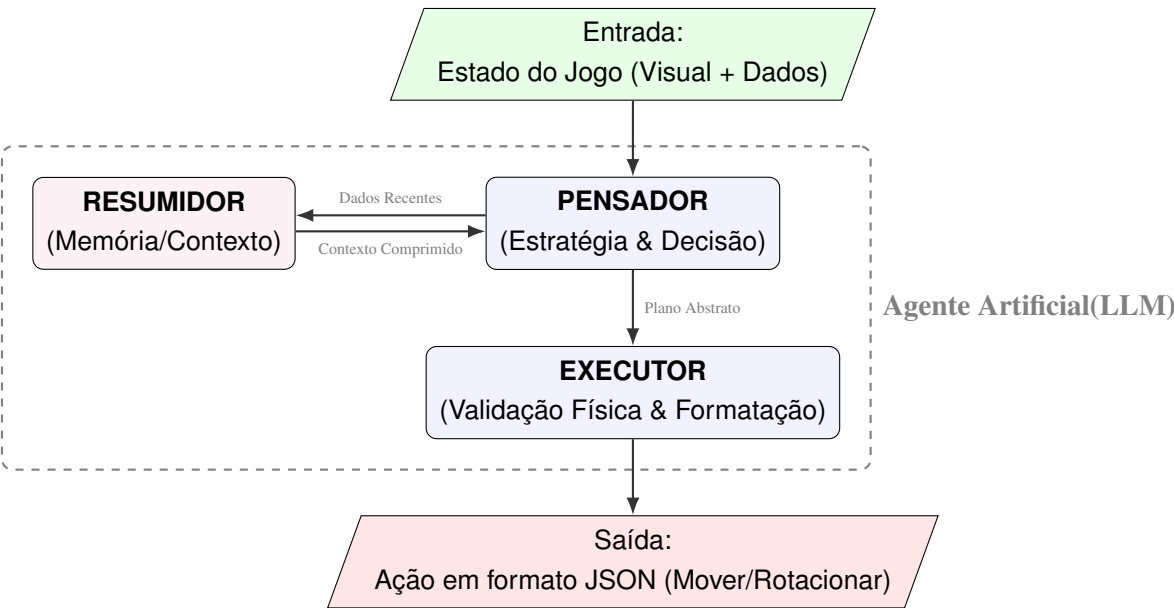 Entrada:
Estado do Jogo (Visual + Dados)
RESUMIDOR
(Memória/Contexto)
Dados Recentes
Contexto Comprimido
PENSADOR
(Estratégia & Decisão)
Plano Abstrato
Agente Artificial(LLM)
EXECUTOR
(Validação Física & Formatação)
Saída:
Ação em formato JSON (Mover/Rotacionar)